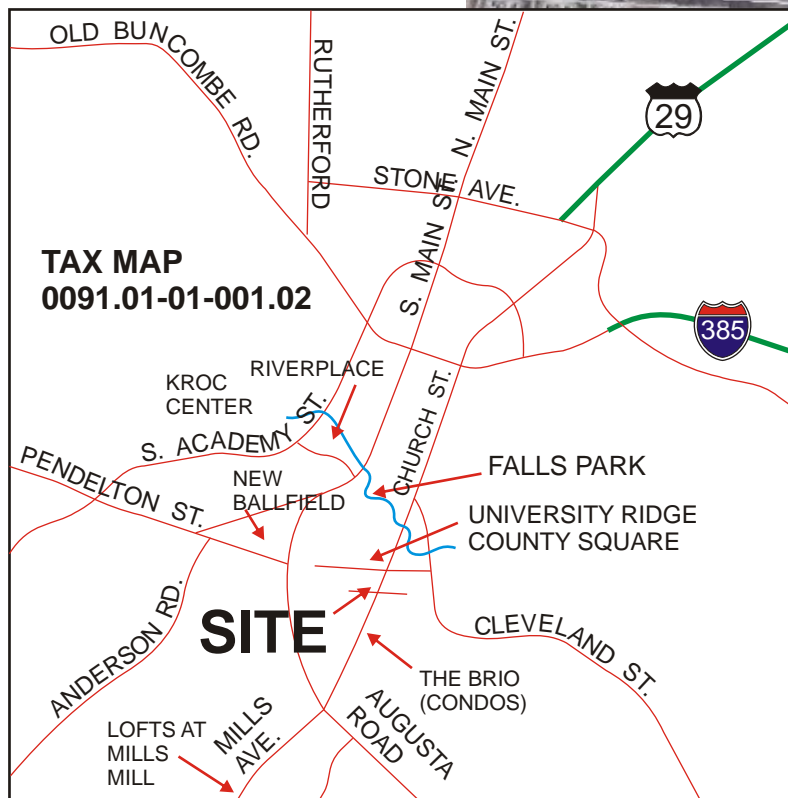 OLD BUNCOMBE RD.
RUTHERFORD
N. MAIN ST.
29
STONE AVE.
S. MAIN ST.
TAX MAP
0091.01-01-001.02
385
RIVERPLACE
KROC
CENTER
S. ACADEMY ST.
CHURCH ST.
PENDELTON ST.
NEW
BALLFIELD
FALLS PARK
UNIVERSITY RIDGE
COUNTY SQUARE
SITE
ANDERSON RD.
CLEVELAND ST.
THE BRIO
(CONDOS)
LOFTS AT
MILLS
MILL
MILLS
AVE.
AUGUSTA
ROAD